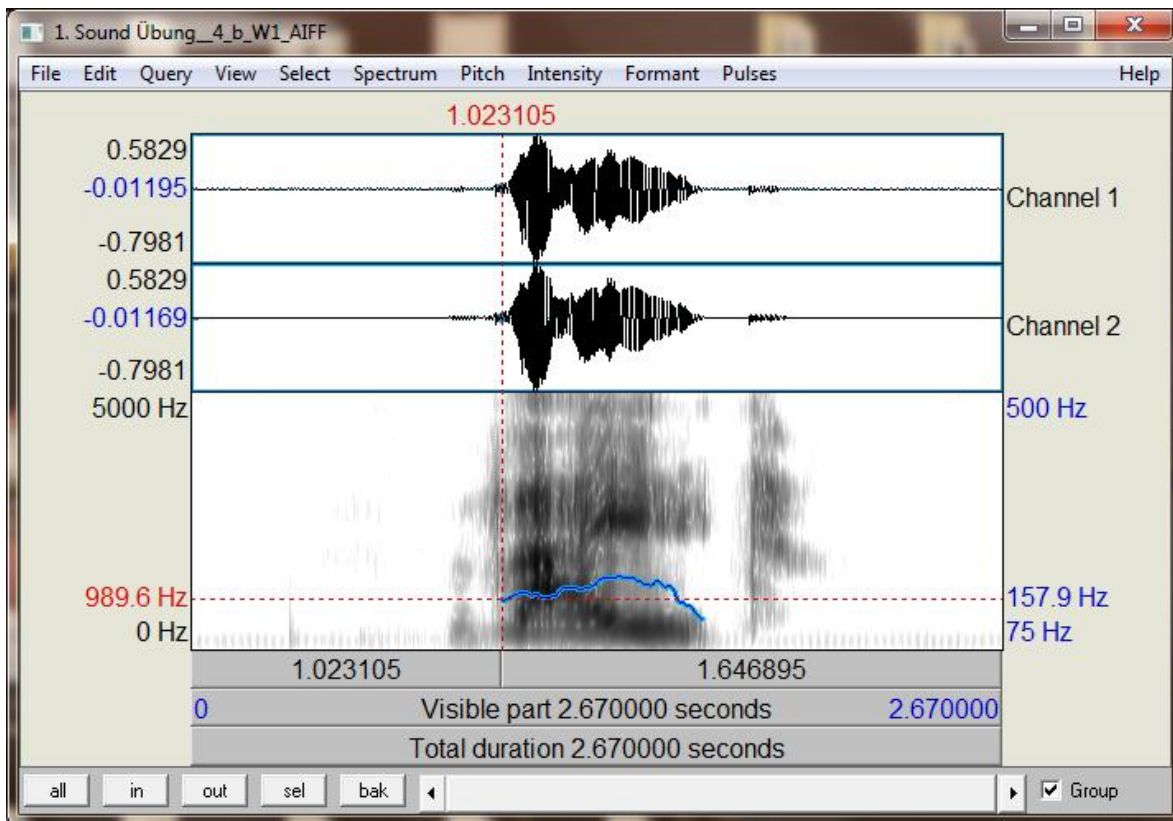 1. Sound Übung__4_b_W1_AIFF
File Edit Query View Select Spectrum Pitch Intensity Formant Pulses Help
1.023105
0.5829
-0.01195
-0.7981
Channel 1
0.5829
-0.01169
-0.7981
Channel 2
5000 Hz
500 Hz
989.6 Hz
157.9 Hz
0 Hz
75 Hz
1.023105 1.646895
0 Visible part 2.670000 seconds 2.670000
Total duration 2.670000 seconds
all in out sel bak Group